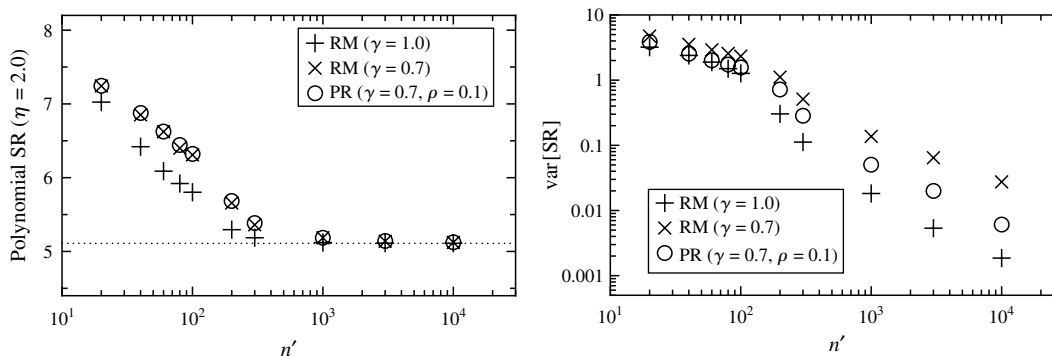 Polynomial SR (η = 2.0)
8
7
6
5
RM (γ = 1.0)
RM (γ = 0.7)
PR (γ = 0.7, ρ = 0.1)
10¹
10²
10³
10⁴
n′
var[SR]
10
1
0.1
0.01
0.001
RM (γ = 1.0)
RM (γ = 0.7)
PR (γ = 0.7, ρ = 0.1)
10¹
10²
10³
10⁴
n′